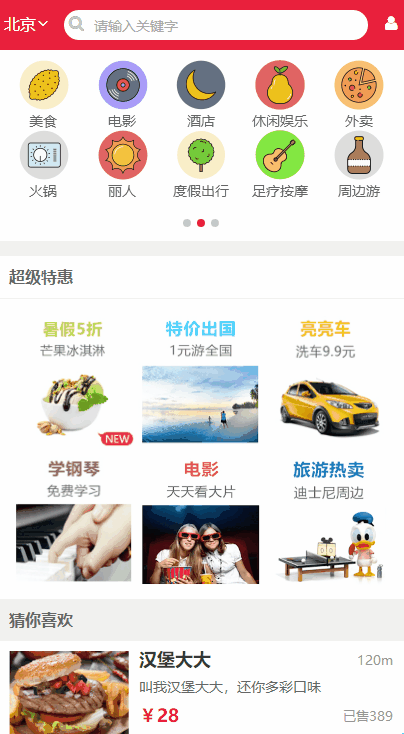 北京 请输入关键字
美食 电影 酒店 休闲娱乐 外卖
火锅 丽人 度假出行 足疗按摩 周边游
超级特惠
暑假5折 特价出国 亮亮车
芒果冰淇淋 1元游全国 洗车9.9元
NEW
学钢琴 电影 旅游热卖
免费学习 天天看大片 迪士尼周边
猜你喜欢
汉堡大大 120m
叫我汉堡大大，还你多彩口味
￥28 已售389